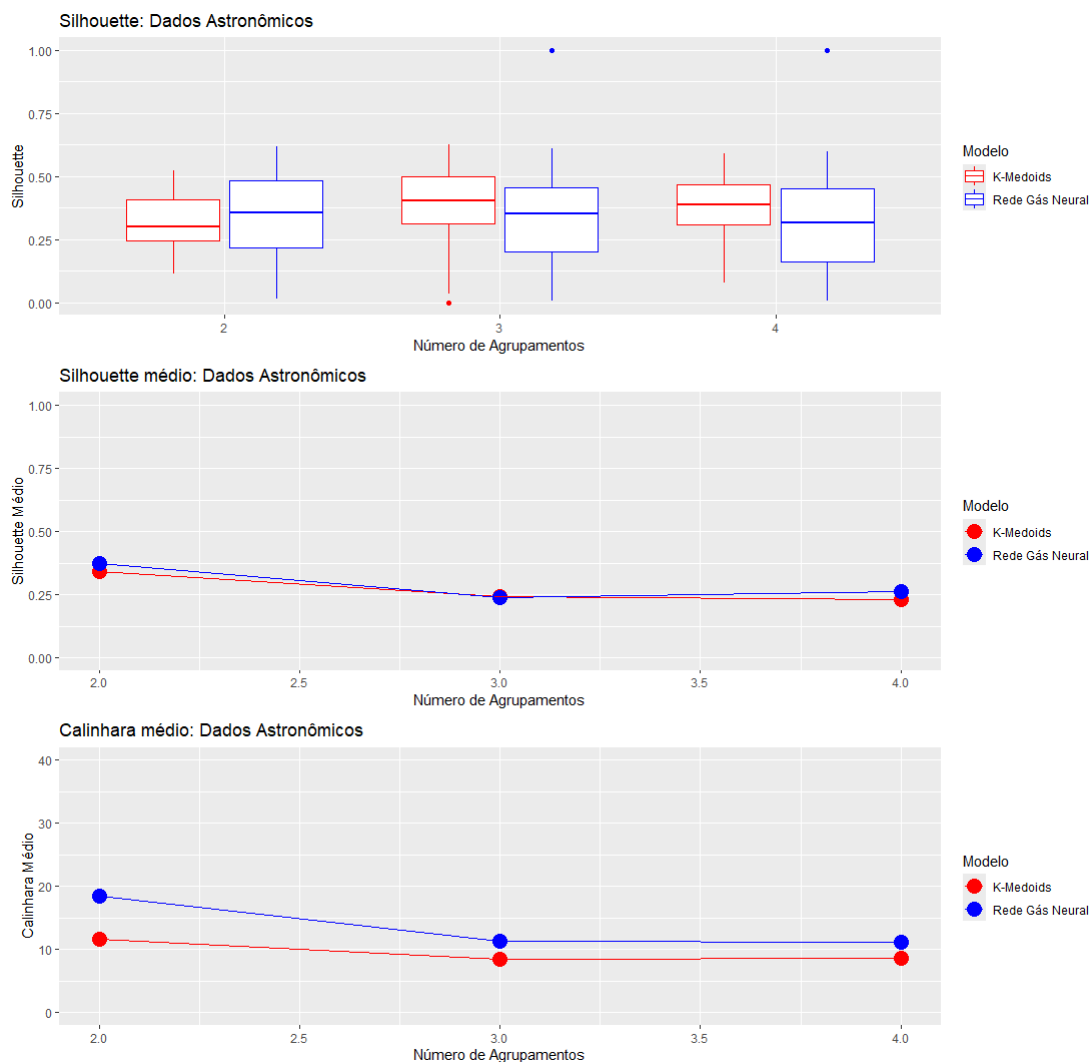 Silhouette: Dados Astronômicos
1.00
0.75
0.50
0.25
0.00
Silhouette
2
3
4
Número de Agrupamentos
Modelo
K-Medoids
Rede Gás Neural
Silhouette médio: Dados Astronômicos
1.00
0.75
0.50
0.25
0.00
Silhouette Médio
2.0
2.5
3.0
3.5
4.0
Número de Agrupamentos
Modelo
K-Medoids
Rede Gás Neural
Calinhara médio: Dados Astronômicos
40
30
20
10
0
Calinhara Médio
2.0
2.5
3.0
3.5
4.0
Número de Agrupamentos
Modelo
K-Medoids
Rede Gás Neural